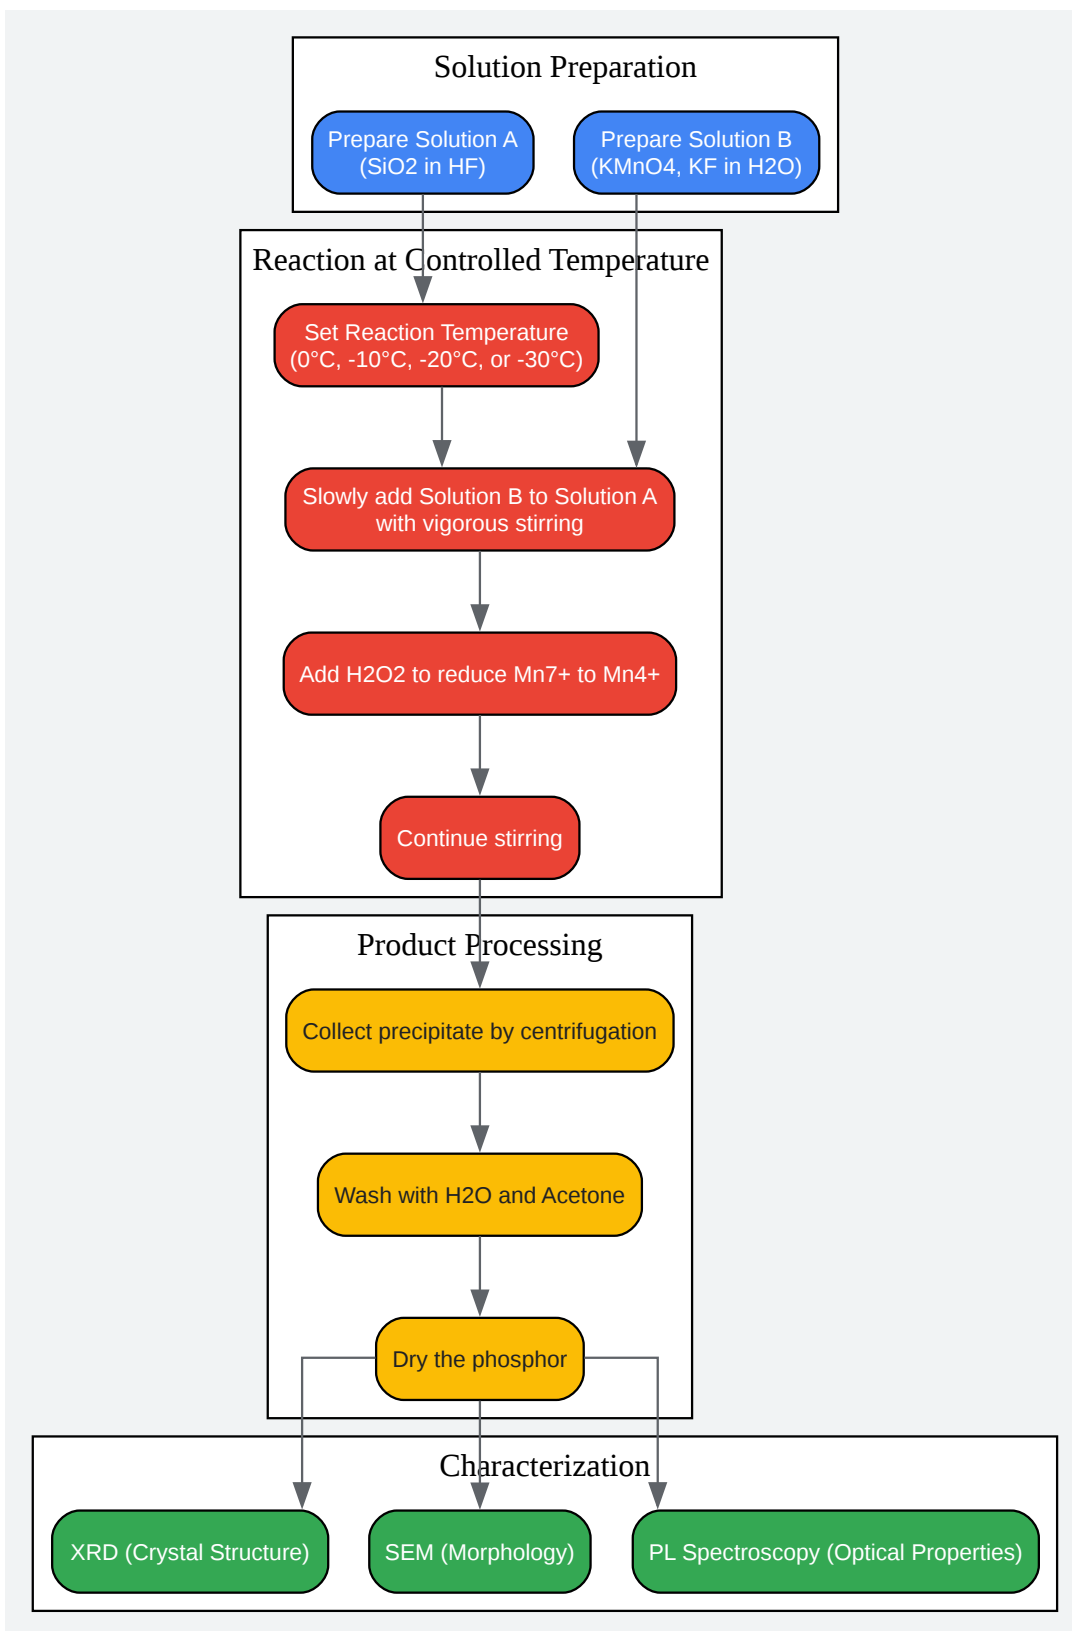 Solution Preparation
Prepare Solution A
(SiO2 in HF)
Prepare Solution B
(KMnO4, KF in H2O)
Reaction at Controlled Temperature
Set Reaction Temperature
(0°C, -10°C, -20°C, or -30°C)
Slowly add Solution B to Solution A
with vigorous stirring
Add H2O2 to reduce Mn7+ to Mn4+
Continue stirring
Product Processing
Collect precipitate by centrifugation
Wash with H2O and Acetone
Dry the phosphor
Characterization
XRD (Crystal Structure)
SEM (Morphology)
PL Spectroscopy (Optical Properties)